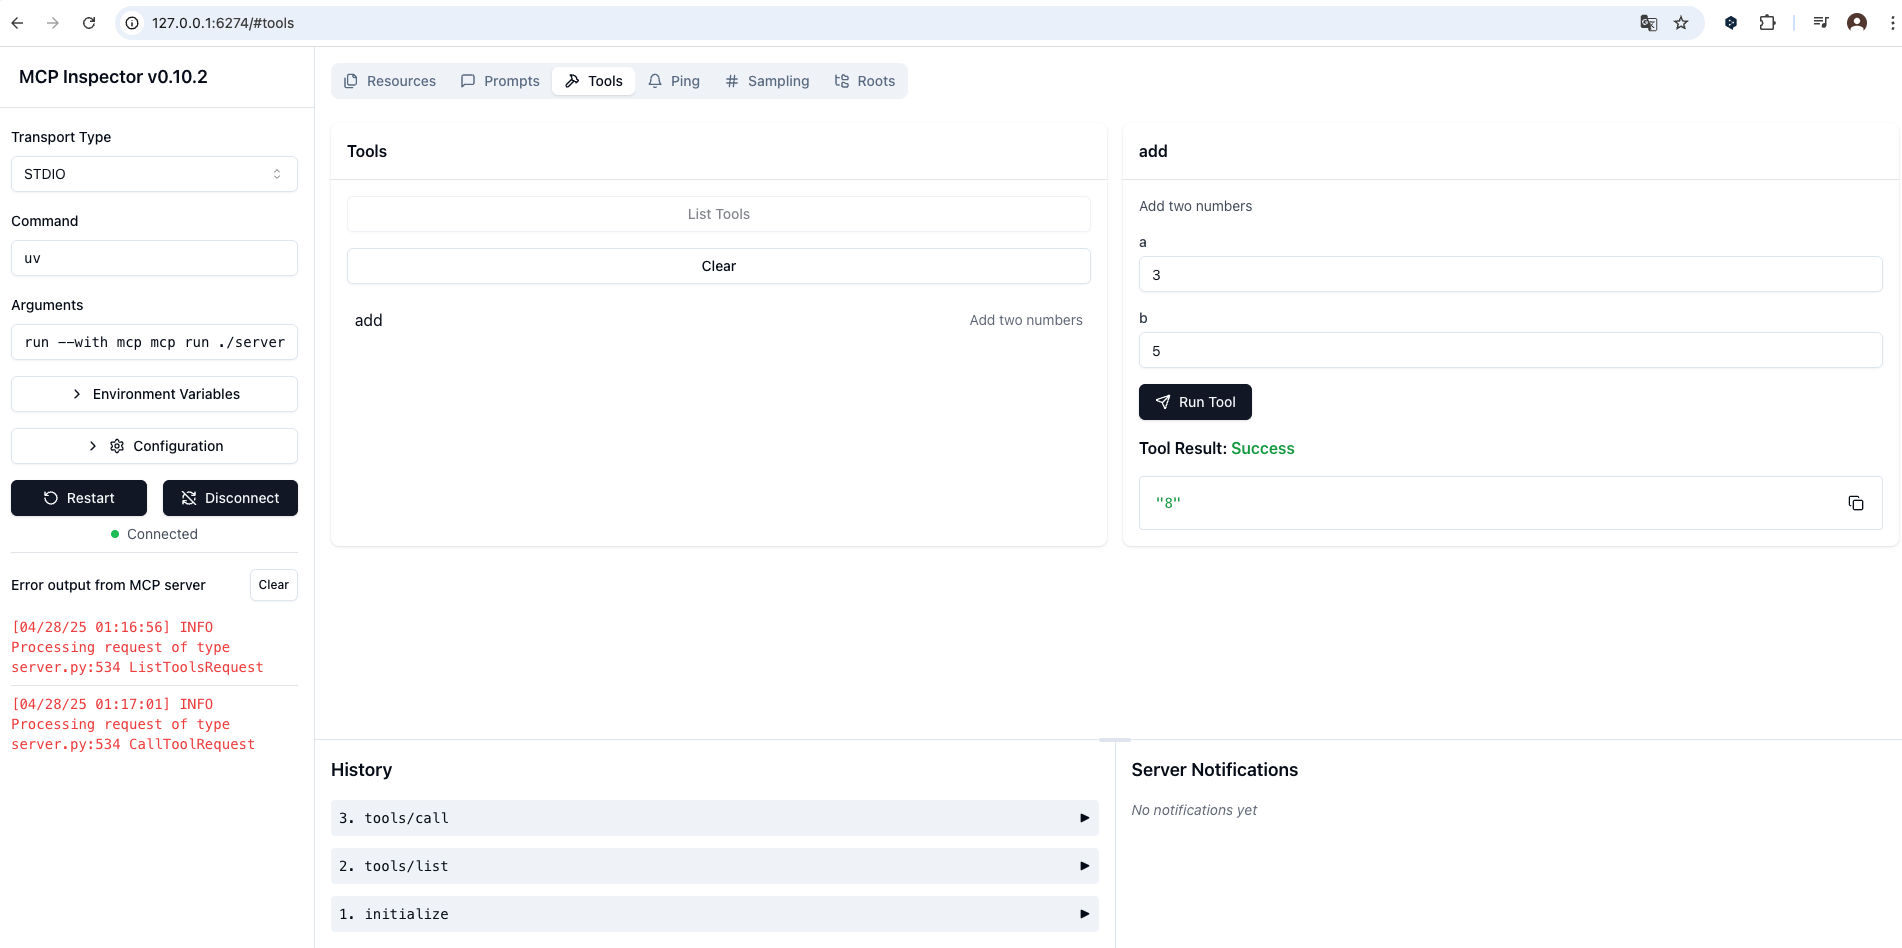 127.0.0.1:6274/#tools
MCP Inspector v0.10.2
Transport Type
STDIO
Command
uv
Arguments
run --with mcp mcp run ./server
Environment Variables
Configuration
Restart
Disconnect
Connected
Error output from MCP server
Clear
[04/28/25 01:16:56] INFO
Processing request of type
server.py:534 ListToolsRequest
[04/28/25 01:17:01] INFO
Processing request of type
server.py:534 CallToolRequest
Resources
Prompts
Tools
Ping
Sampling
Roots
Tools
List Tools
Clear
add
Add two numbers
add
Add two numbers
a
3
b
5
Run Tool
Tool Result: Success
"8"
History
3. tools/call
2. tools/list
1. initialize
Server Notifications
No notifications yet